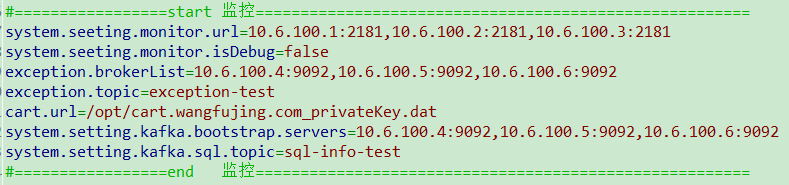 #=================start 监控=======================================================
system.seeting.monitor.url=10.6.100.1:2181,10.6.100.2:2181,10.6.100.3:2181
system.seeting.monitor.isDebug=false
exception.brokerList=10.6.100.4:9092,10.6.100.5:9092,10.6.100.6:9092
exception.topic=exception-test
cart.url=/opt/cart.wangfujing.com_privateKey.dat
system.setting.kafka.bootstrap.servers=10.6.100.4:9092,10.6.100.5:9092,10.6.100.6:9092
system.setting.kafka.sql.topic=sql-info-test
#=================end   监控=======================================================